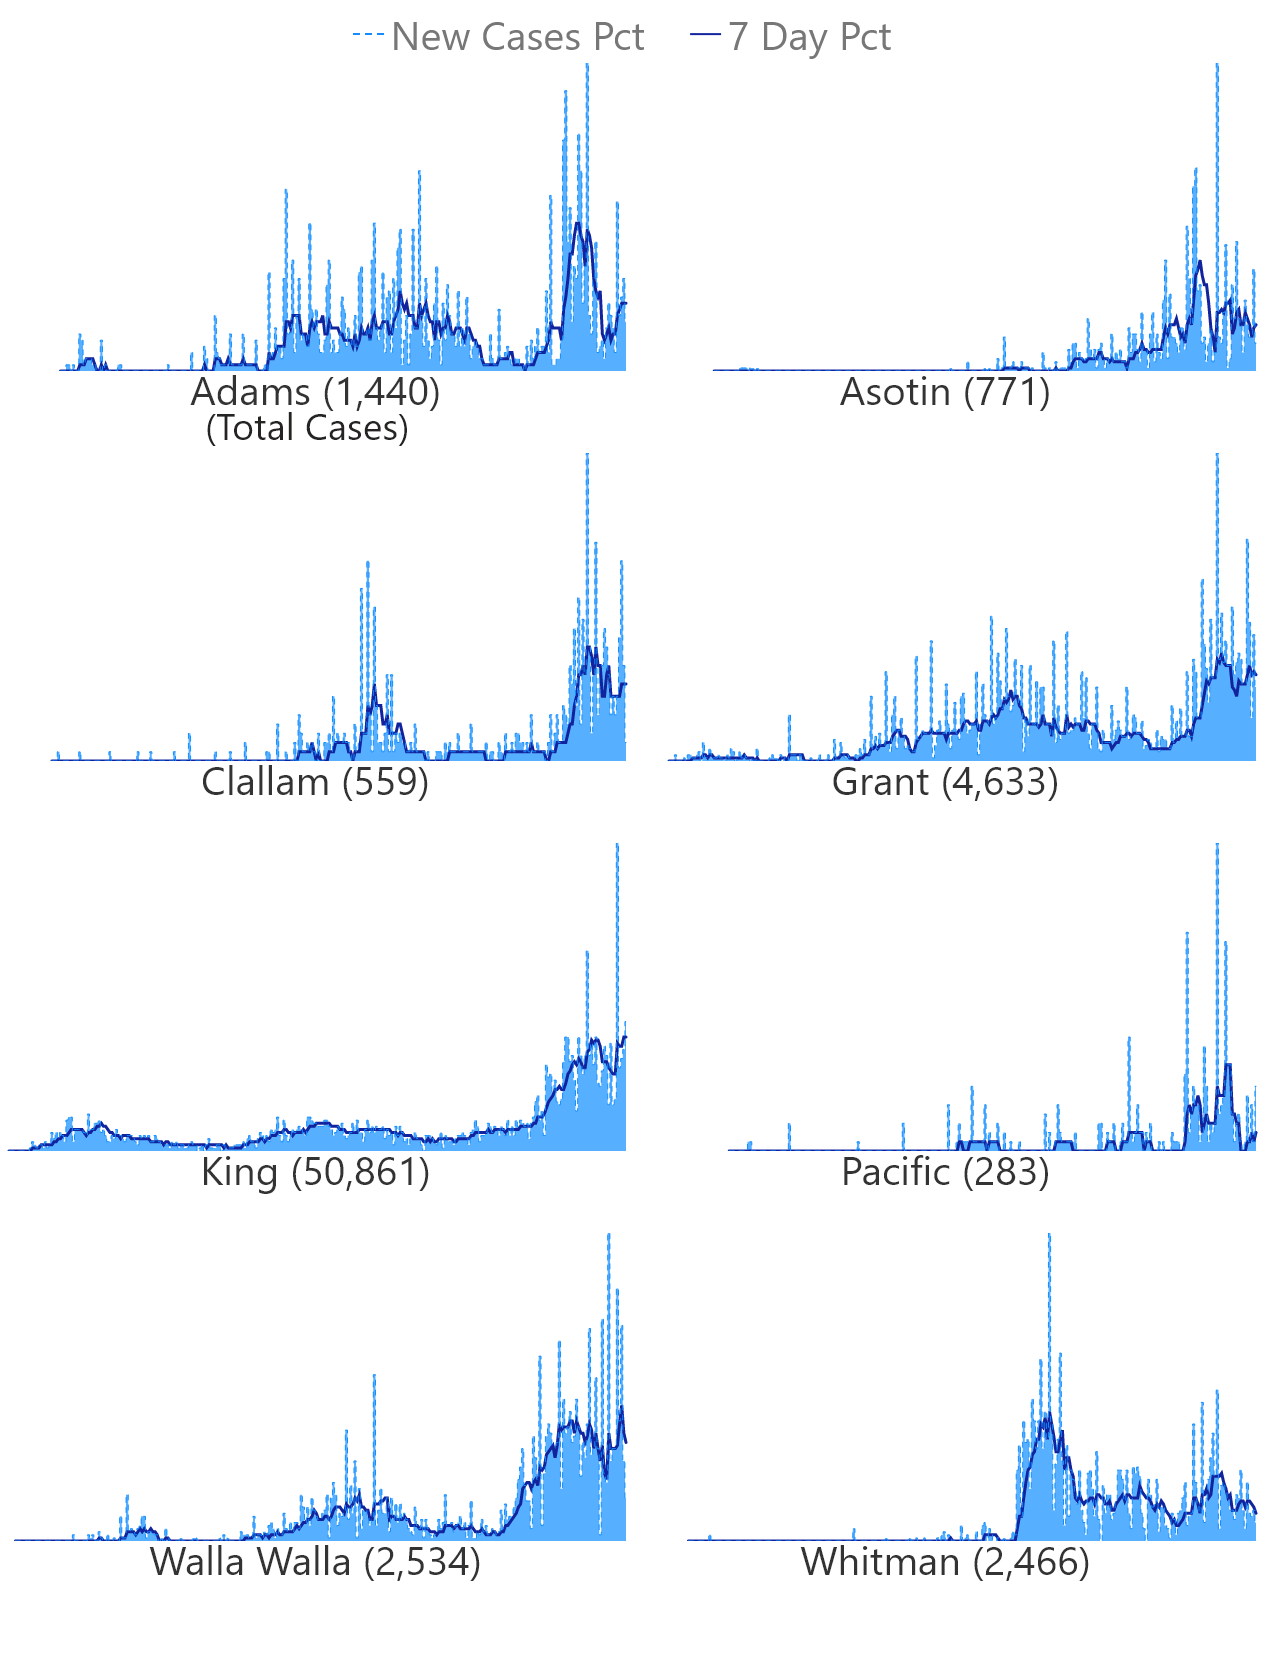 New Cases Pct 7 Day Pct
Adams (1,440) Asotin (771)
(Total Cases)
Clallam (559) Grant (4,633)
King (50,861) Pacific (283)
Walla Walla (2,534) Whitman (2,466)